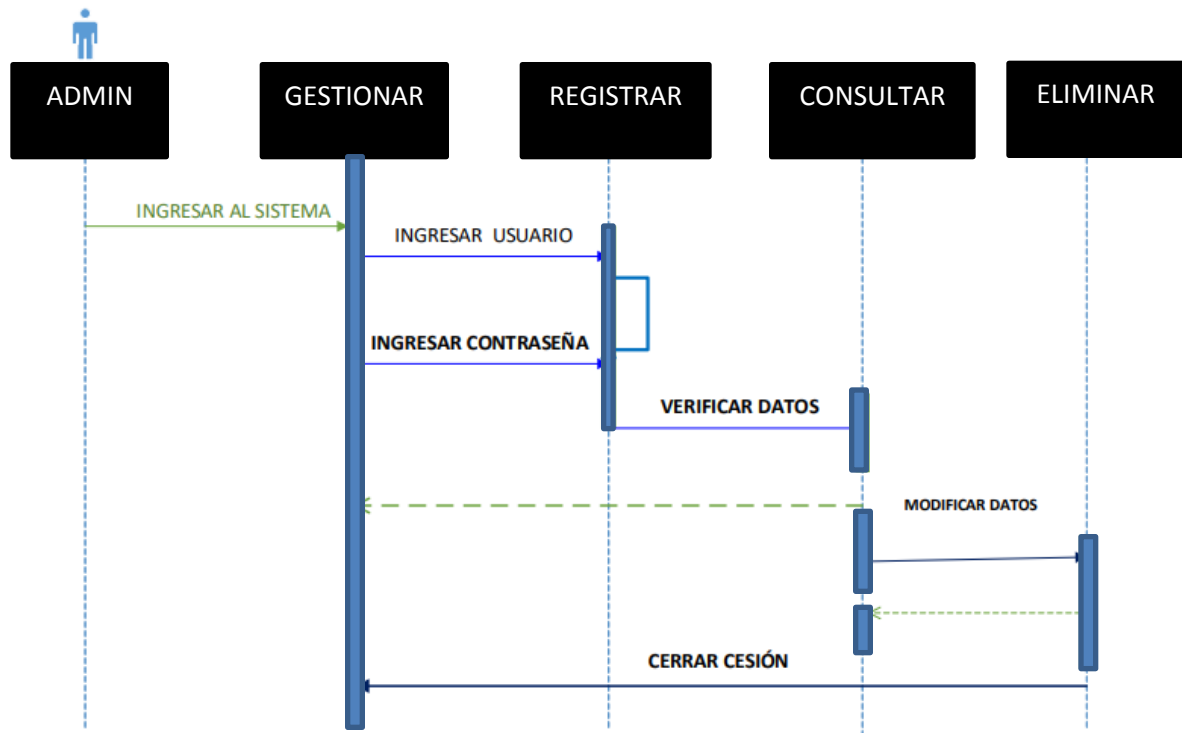 ADMIN
GESTIONAR
REGISTRAR
CONSULTAR
ELIMINAR
INGRESAR AL SISTEMA
INGRESAR USUARIO
INGRESAR CONTRASEÑA
VERIFICAR DATOS
MODIFICAR DATOS
CERRAR CESIÓN